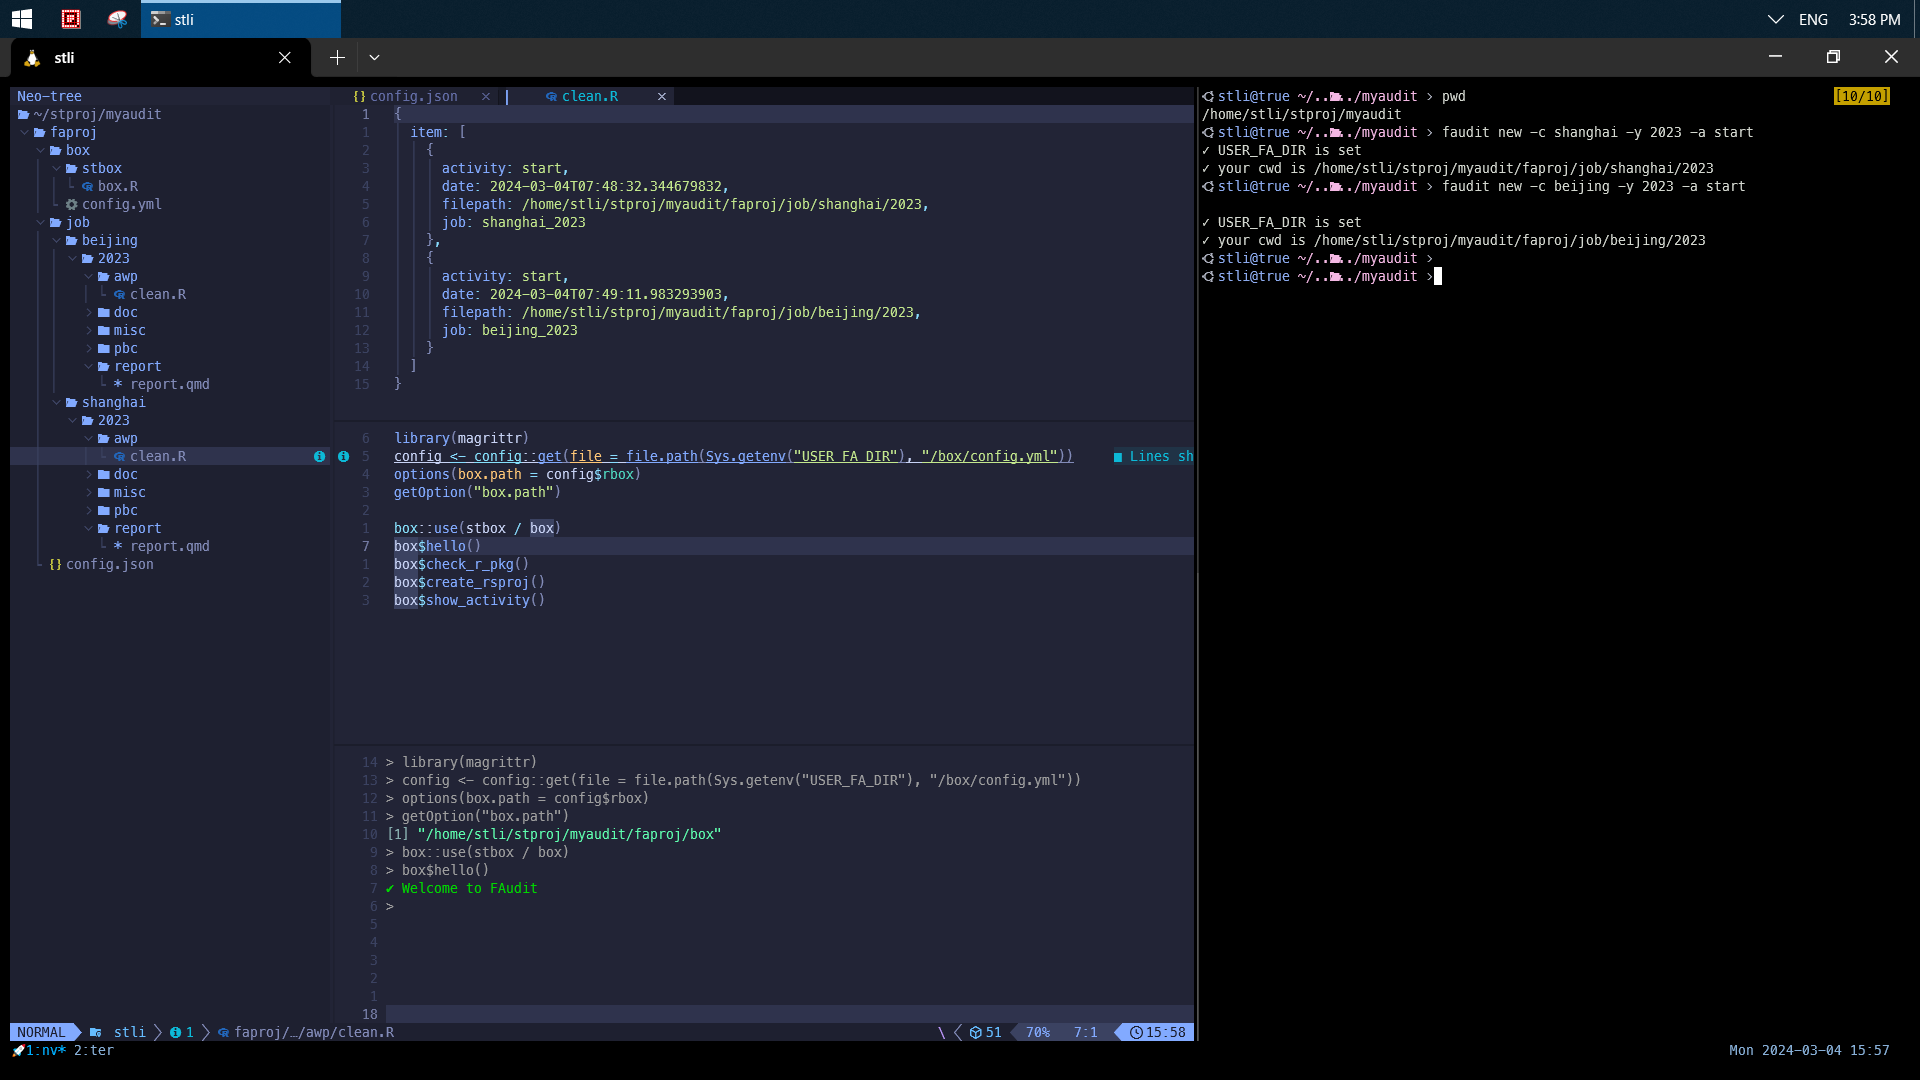 stli
ENG
3:58 PM
stli
Neo-tree
~/stproj/myaudit
faproj
box
stbox
box.R
config.yml
job
beijing
2023
awp
clean.R
doc
misc
pbc
report
* report.qmd
shanghai
2023
awp
clean.R
doc
misc
pbc
report
* report.qmd
{} config.json
{} config.json ×
clean.R ×
1 {
1 item: [
2 {
3 activity: start,
4 date: 2024-03-04T07:48:32.344679832,
5 filepath: /home/stli/stproj/myaudit/faproj/job/shanghai/2023,
6 job: shanghai_2023
7 },
8 {
9 activity: start,
10 date: 2024-03-04T07:49:11.983293903,
11 filepath: /home/stli/stproj/myaudit/faproj/job/beijing/2023,
12 job: beijing_2023
13 }
14 ]
15 }
6 library(magrittr)
5 config <- config::get(file = file.path(Sys.getenv("USER_FA_DIR"), "/box/config.yml")) ■ Lines sh
4 options(box.path = config$rbox)
3 getOption("box.path")
2
1 box::use(stbox / box)
7 box$hello()
1 box$check_r_pkg()
2 box$create_rsproj()
3 box$show_activity()
14 > library(magrittr)
13 > config <- config::get(file = file.path(Sys.getenv("USER_FA_DIR"), "/box/config.yml"))
12 > options(box.path = config$rbox)
11 > getOption("box.path")
10 [1] "/home/stli/stproj/myaudit/faproj/box"
9 > box::use(stbox / box)
8 > box$hello()
7 ✔ Welcome to FAudit
6 >
5
4
3
2
1
18
NORMAL stli 1 faproj/…/awp/clean.R \ 51 70% 7:1 15:58
1:nv* 2:ter
stli@true ~/../../myaudit > pwd
[10/10]
/home/stli/stproj/myaudit
stli@true ~/../../myaudit > faudit new -c shanghai -y 2023 -a start
✓ USER_FA_DIR is set
✓ your cwd is /home/stli/stproj/myaudit/faproj/job/shanghai/2023
stli@true ~/../../myaudit > faudit new -c beijing -y 2023 -a start
✓ USER_FA_DIR is set
✓ your cwd is /home/stli/stproj/myaudit/faproj/job/beijing/2023
stli@true ~/../../myaudit >
stli@true ~/../../myaudit >
Mon 2024-03-04 15:57